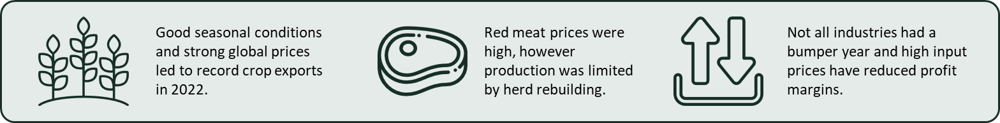 Good seasonal conditions
and strong global prices
led to record crop exports
in 2022.
Red meat prices were
high, however
production was limited
by herd rebuilding.
Not all industries had a
bumper year and high input
prices have reduced profit
margins.